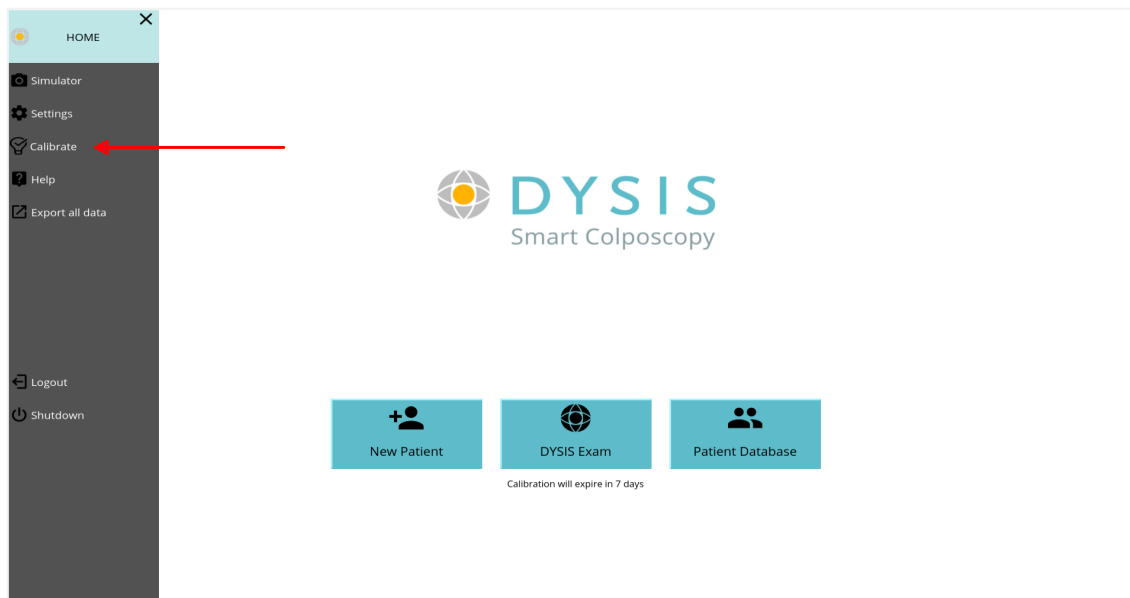 HOME
Simulator
Settings
Calibrate
Help
Export all data
Logout
Shutdown
DYSIS
Smart Colposcopy
New Patient
DYSIS Exam
Patient Database
Calibration will expire in 7 days